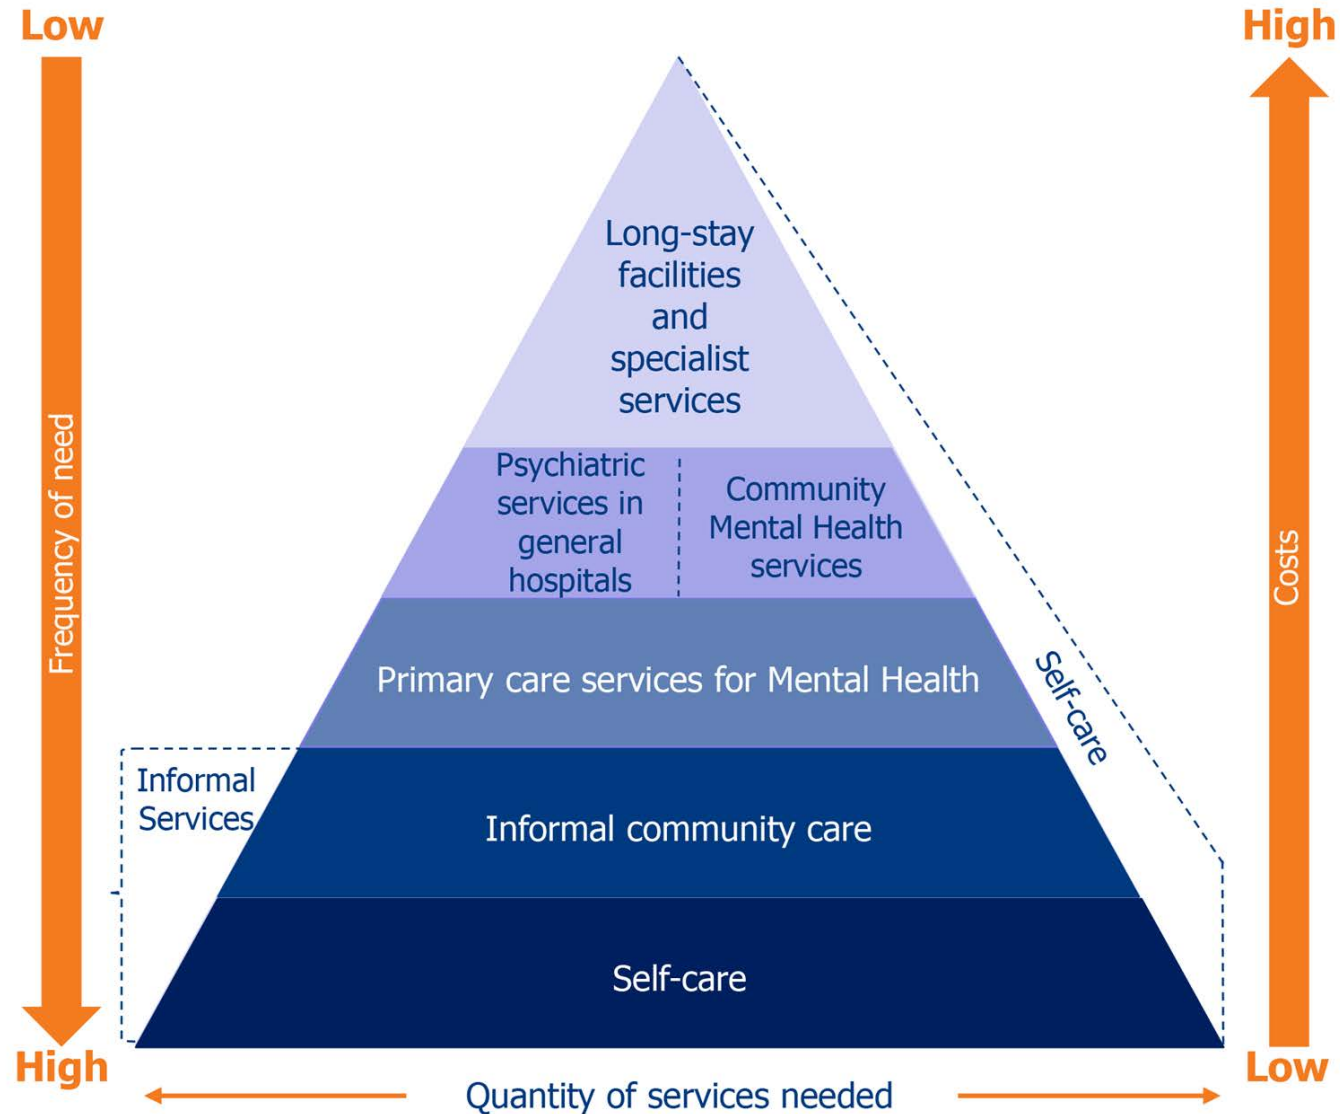 Low
High
Long-stay
facilities
and
specialist
services
Frequency of need
Psychiatric
services in
general
hospitals
Community
Mental Health
services
Costs
Primary care services for Mental Health
Self-care
Informal
Services
Informal community care
Self-care
High
Low
Quantity of services needed